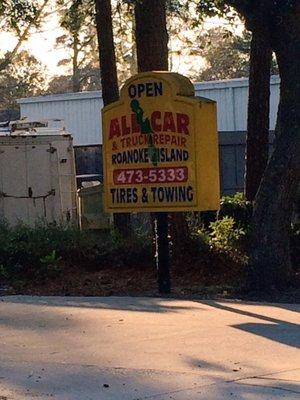 OPEN
ALL CAR
& TRUCK REPAIR
ROANOKE ISLAND
473-5333
TIRES & TOWING